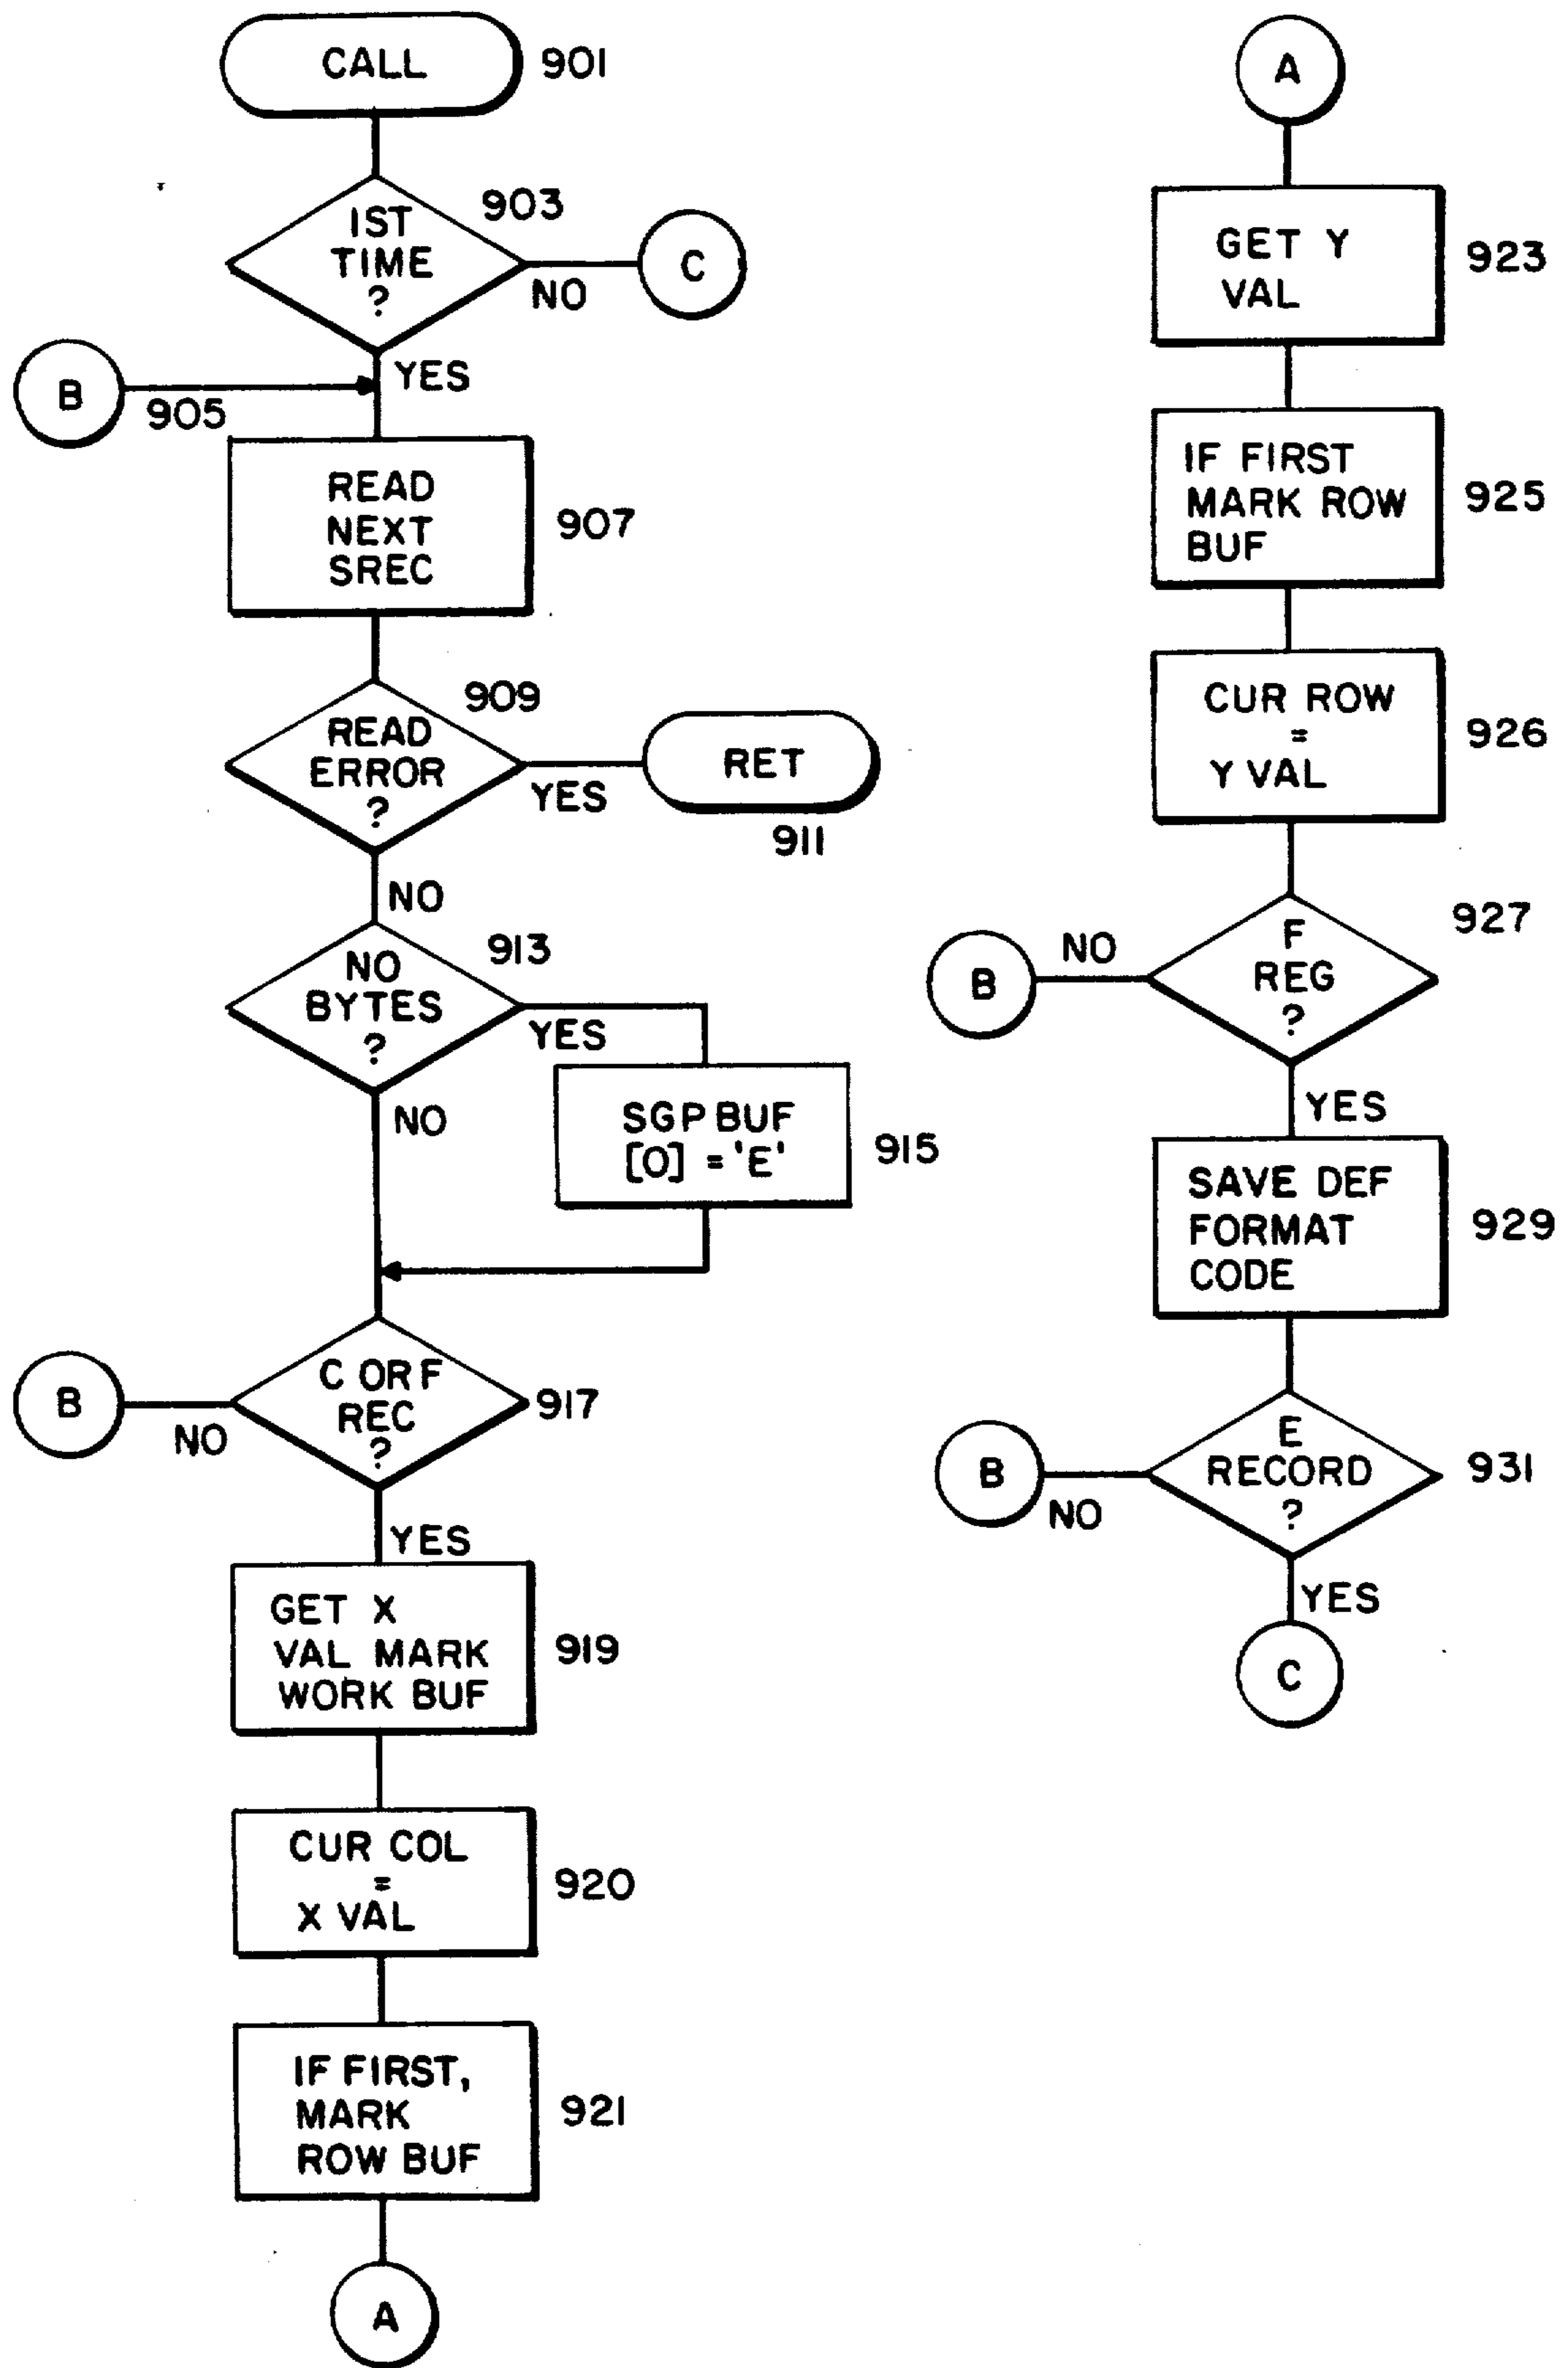 CALL
901
1ST
TIME
?
903
NO
C
YES
B
905
READ
NEXT
SREC
907
READ
ERROR
?
909
YES
RET
911
NO
NO
BYTES
?
913
YES
NO
SGP BUF
[0] = 'E'
915
C OR F
REC
?
917
NO
B
YES
GET X
VAL MARK
WORK BUF
919
CUR COL
=
X VAL
920
IF FIRST,
MARK
ROW BUF
921
A
A
GET Y
VAL
923
IF FIRST
MARK ROW
BUF
925
CUR ROW
=
Y VAL
926
F
REG
?
927
NO
B
YES
SAVE DEF
FORMAT
CODE
929
E
RECORD
?
931
B
NO
YES
C